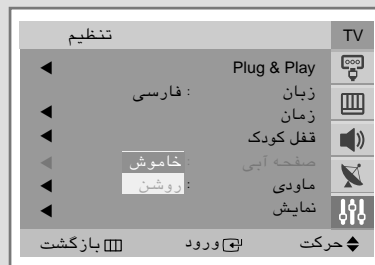 TV تنظیم
Plug & Play
زبان : فارسی
زمان
قفل کودک
صفحه آبی : خاموش
ماودی : روشن
نمایش
حرکت ورود بازگشت